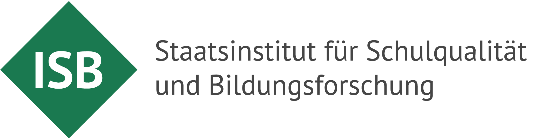 ISB
Staatsinstitut für Schulqualität
und Bildungsforschung